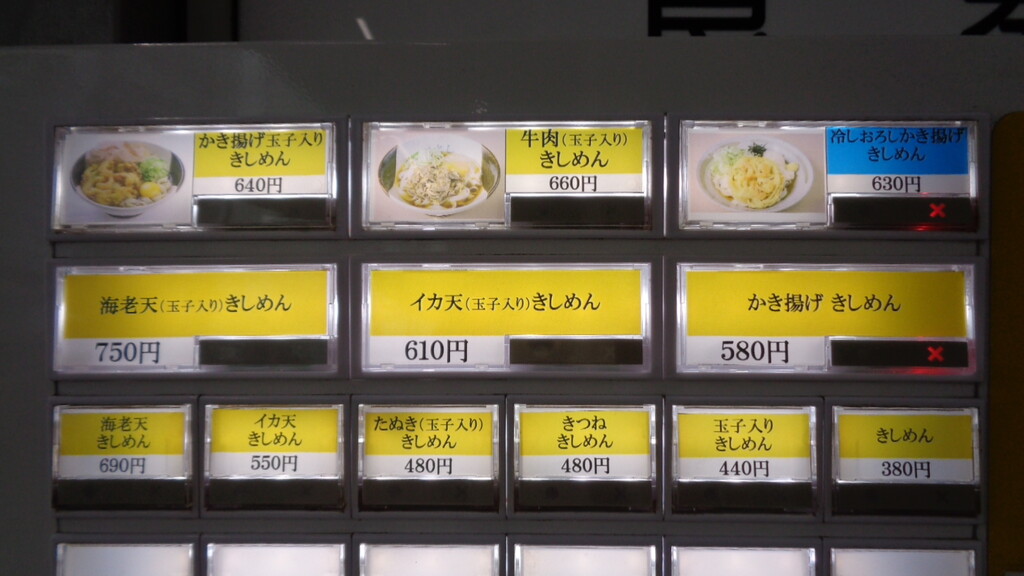 かき揚げ玉子入り
きしめん
640円
牛肉(玉子入り)
きしめん
660円
冷しおろしかき揚げ
きしめん
630円
×
海老天(玉子入り)きしめん
750円
イカ天(玉子入り)きしめん
610円
かき揚げ きしめん
580円
×
海老天
きしめん
690円
イカ天
きしめん
550円
たぬき(玉子入り)
きしめん
480円
きつね
きしめん
480円
玉子入り
きしめん
440円
きしめん
380円